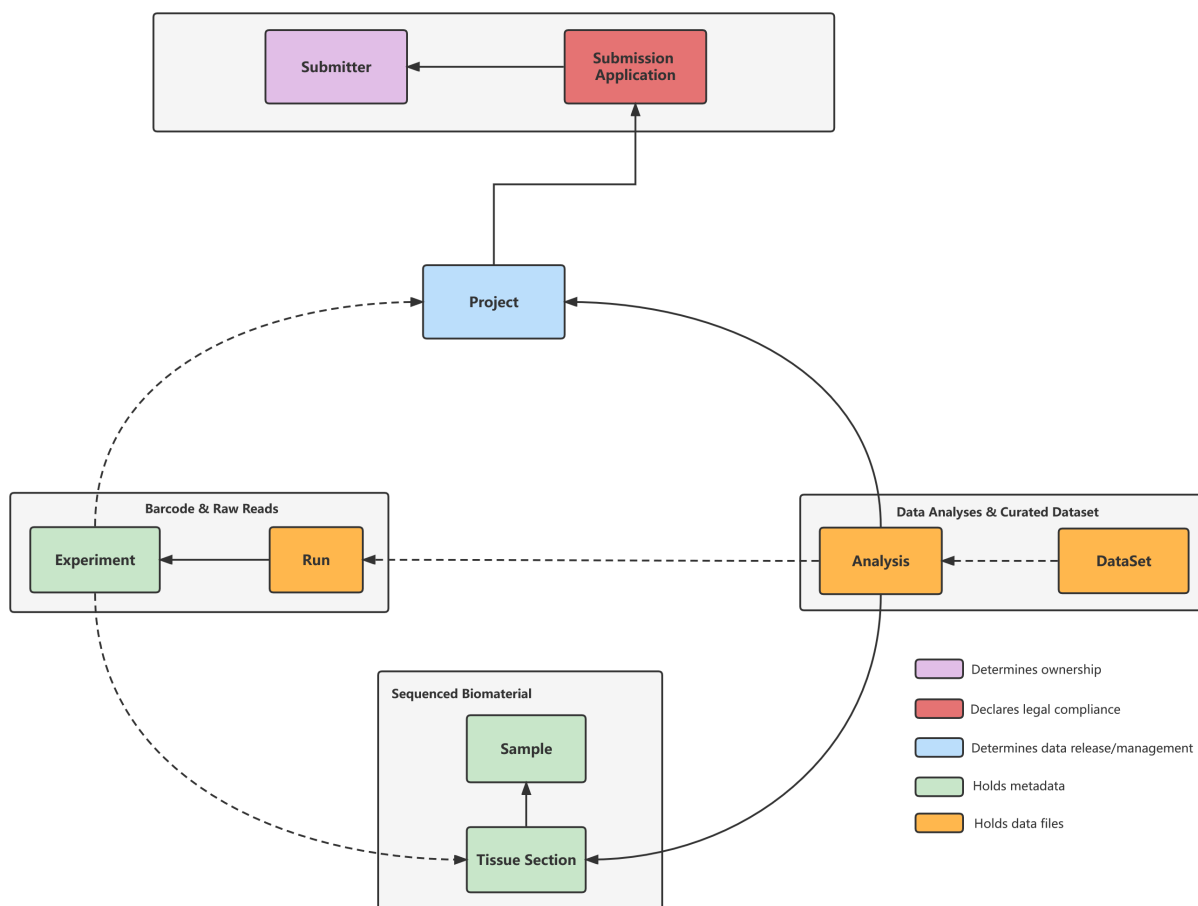 Submitter
Submission
Application
Project
Barcode & Raw Reads
Experiment
Run
Data Analyses & Curated Dataset
Analysis
DataSet
Sequenced Biomaterial
Sample
Tissue Section
Determines ownership
Declares legal compliance
Determines data release/management
Holds metadata
Holds data files